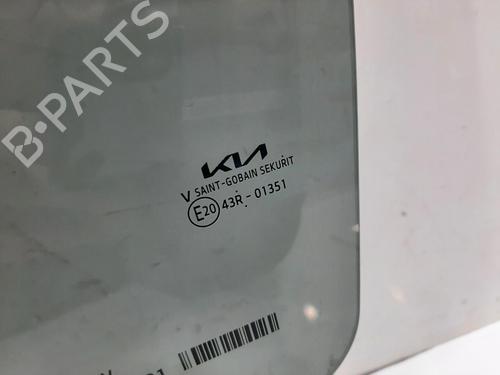 B-PARTS
KIA
V SAINT-GOBAIN SEKURIT
E20 43R-01351